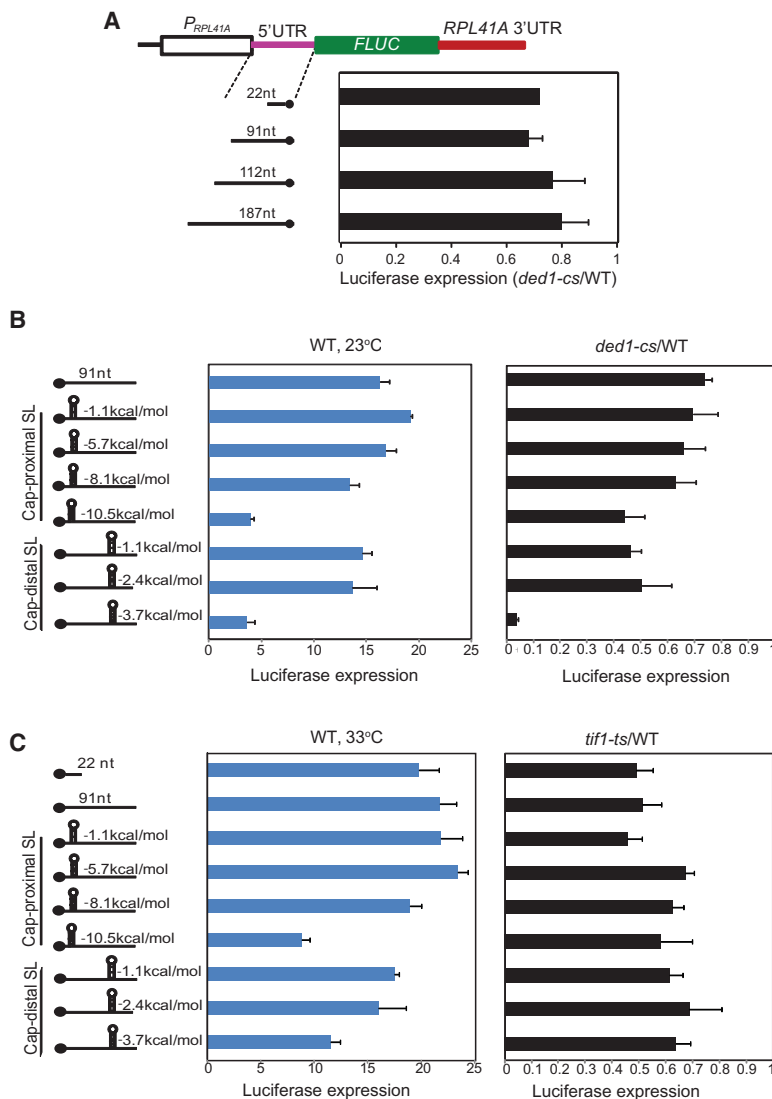 A
P_RPL41A 5'UTR FLUC RPL41A 3'UTR
22nt
91nt
112nt
187nt
0 0.2 0.4 0.6 0.8 1
Luciferase expression (ded1-cs/WT)
B
WT, 23°C ded1-cs/WT
91nt
Cap-proximal SL
-1.1kcal/mol
-5.7kcal/mol
-8.1kcal/mol
-10.5kcal/mol
Cap-distal SL
-1.1kcal/mol
-2.4kcal/mol
-3.7kcal/mol
0 5 10 15 20 25
Luciferase expression
0 0.1 0.2 0.3 0.4 0.5 0.6 0.7 0.8 0.9 1
Luciferase expression
C
WT, 33°C tif1-ts/WT
22 nt
91nt
Cap-proximal SL
-1.1kcal/mol
-5.7kcal/mol
-8.1kcal/mol
-10.5kcal/mol
Cap-distal SL
-1.1kcal/mol
-2.4kcal/mol
-3.7kcal/mol
0 5 10 15 20 25
Luciferase expression
0 0.1 0.2 0.3 0.4 0.5 0.6 0.7 0.8 0.9 1
Luciferase expression